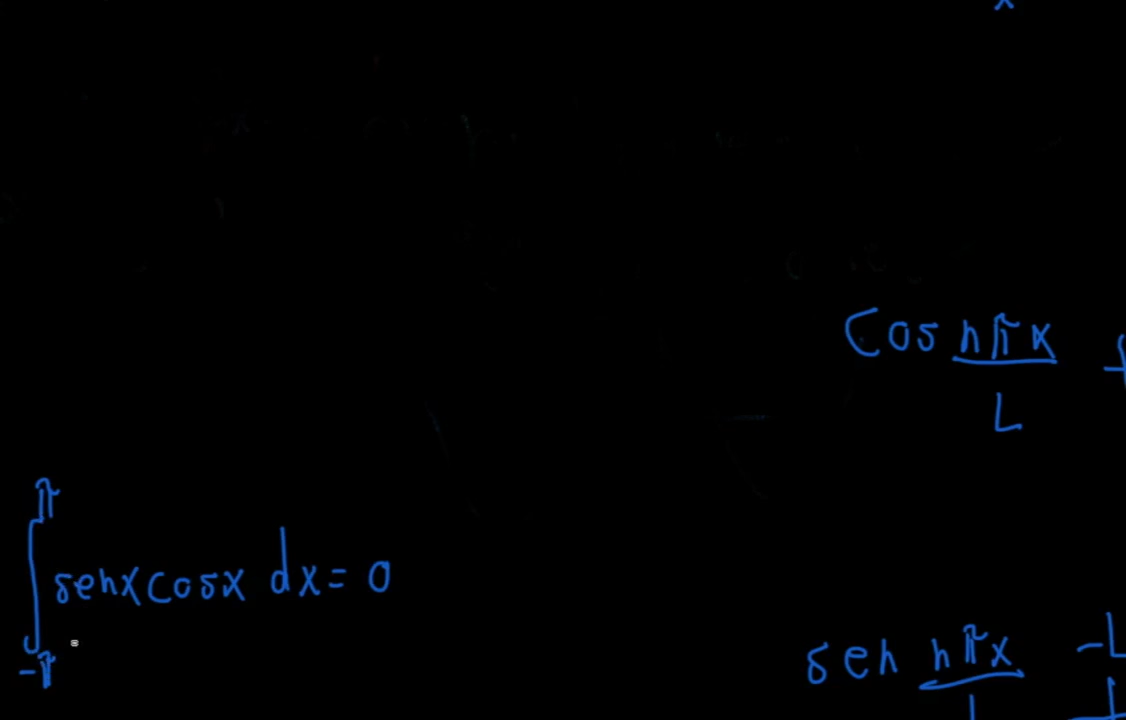 cos nπx / L
∫_{-π}^{π} senx cosx dx = 0
sen nπx / L
-L